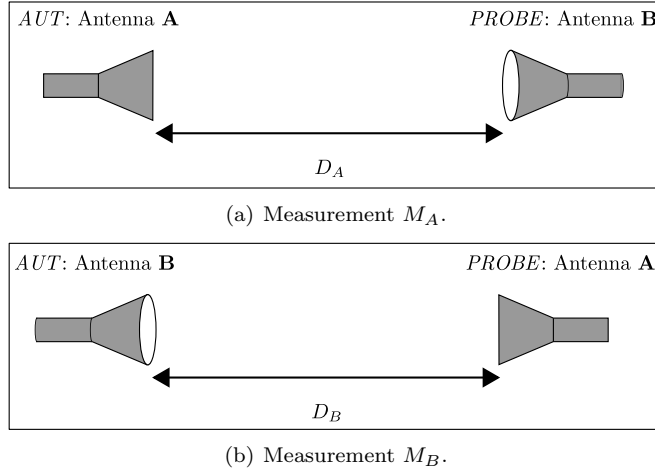 AUT: Antenna A PROBE: Antenna B
D_A
(a) Measurement M_A.
AUT: Antenna B PROBE: Antenna A
D_B
(b) Measurement M_B.